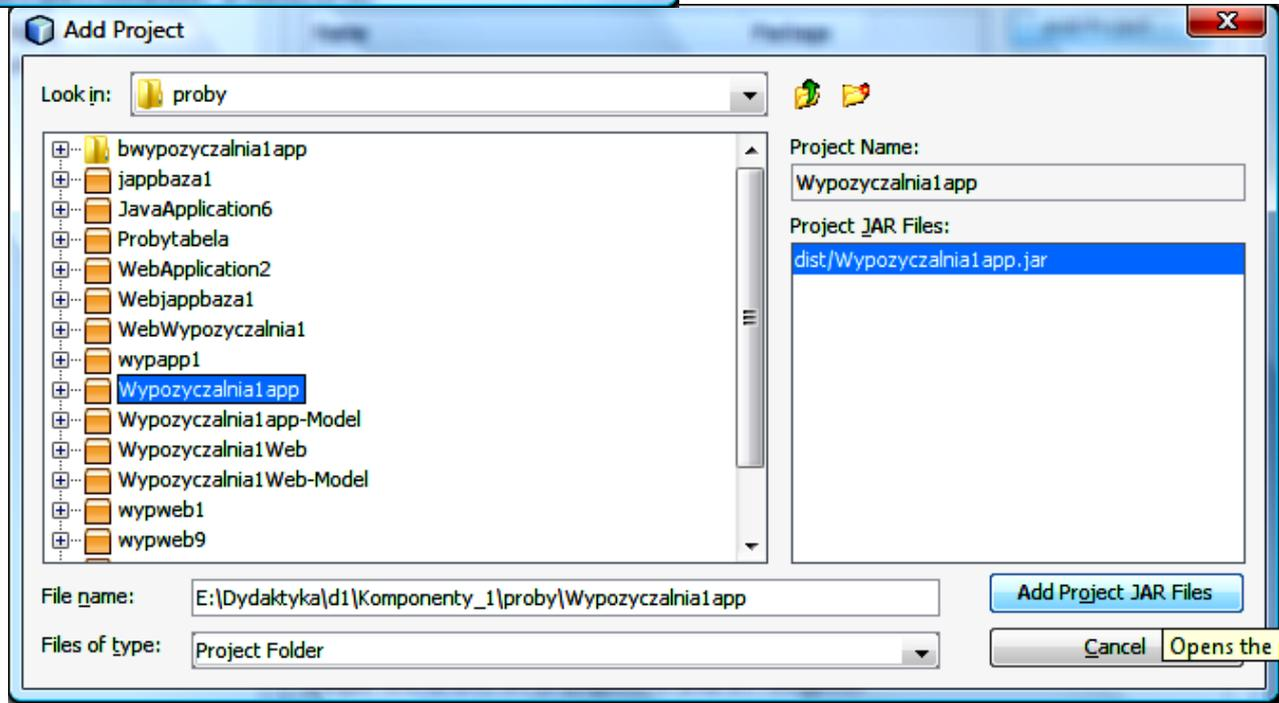 Add Project
Look in: proby
bwypozyczalnia1app
jappbaza1
JavaApplication6
Probytabela
WebApplication2
Webjappbaza1
WebWypozyczalnia1
wypapp1
Wypozyczalnia1app
Wypozyczalnia1app-Model
Wypozyczalnia1Web
Wypozyczalnia1Web-Model
wypweb1
wypweb9
Project Name:
Wypozyczalnia1app
Project JAR Files:
dist/Wypozyczalnia1app.jar
File name: E:\Dydaktyka\d1\Komponenty_1\proby\Wypozyczalnia1app
Add Project JAR Files
Files of type: Project Folder
Cancel
Opens the